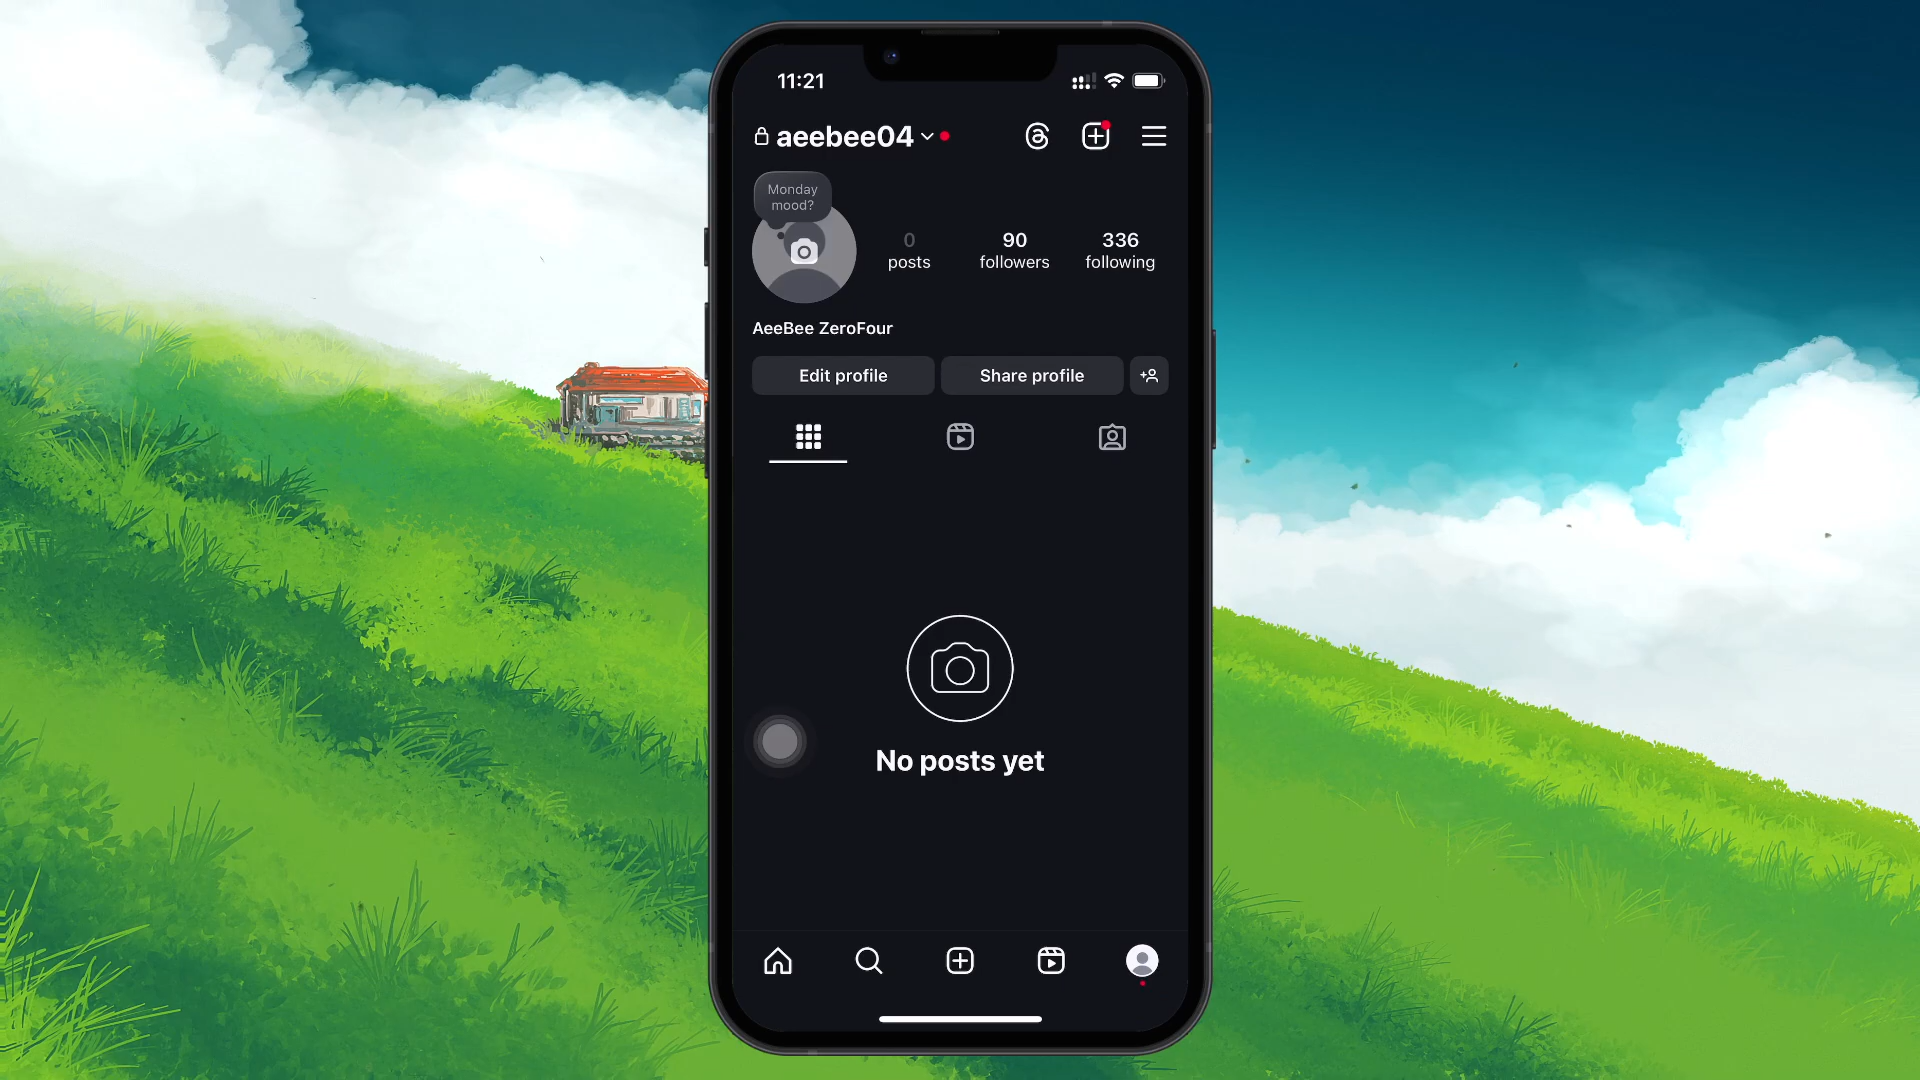 11:21
aeebee04
Monday
mood?
0 90 336
posts followers following
AeeBee ZeroFour
Edit profile Share profile
No posts yet